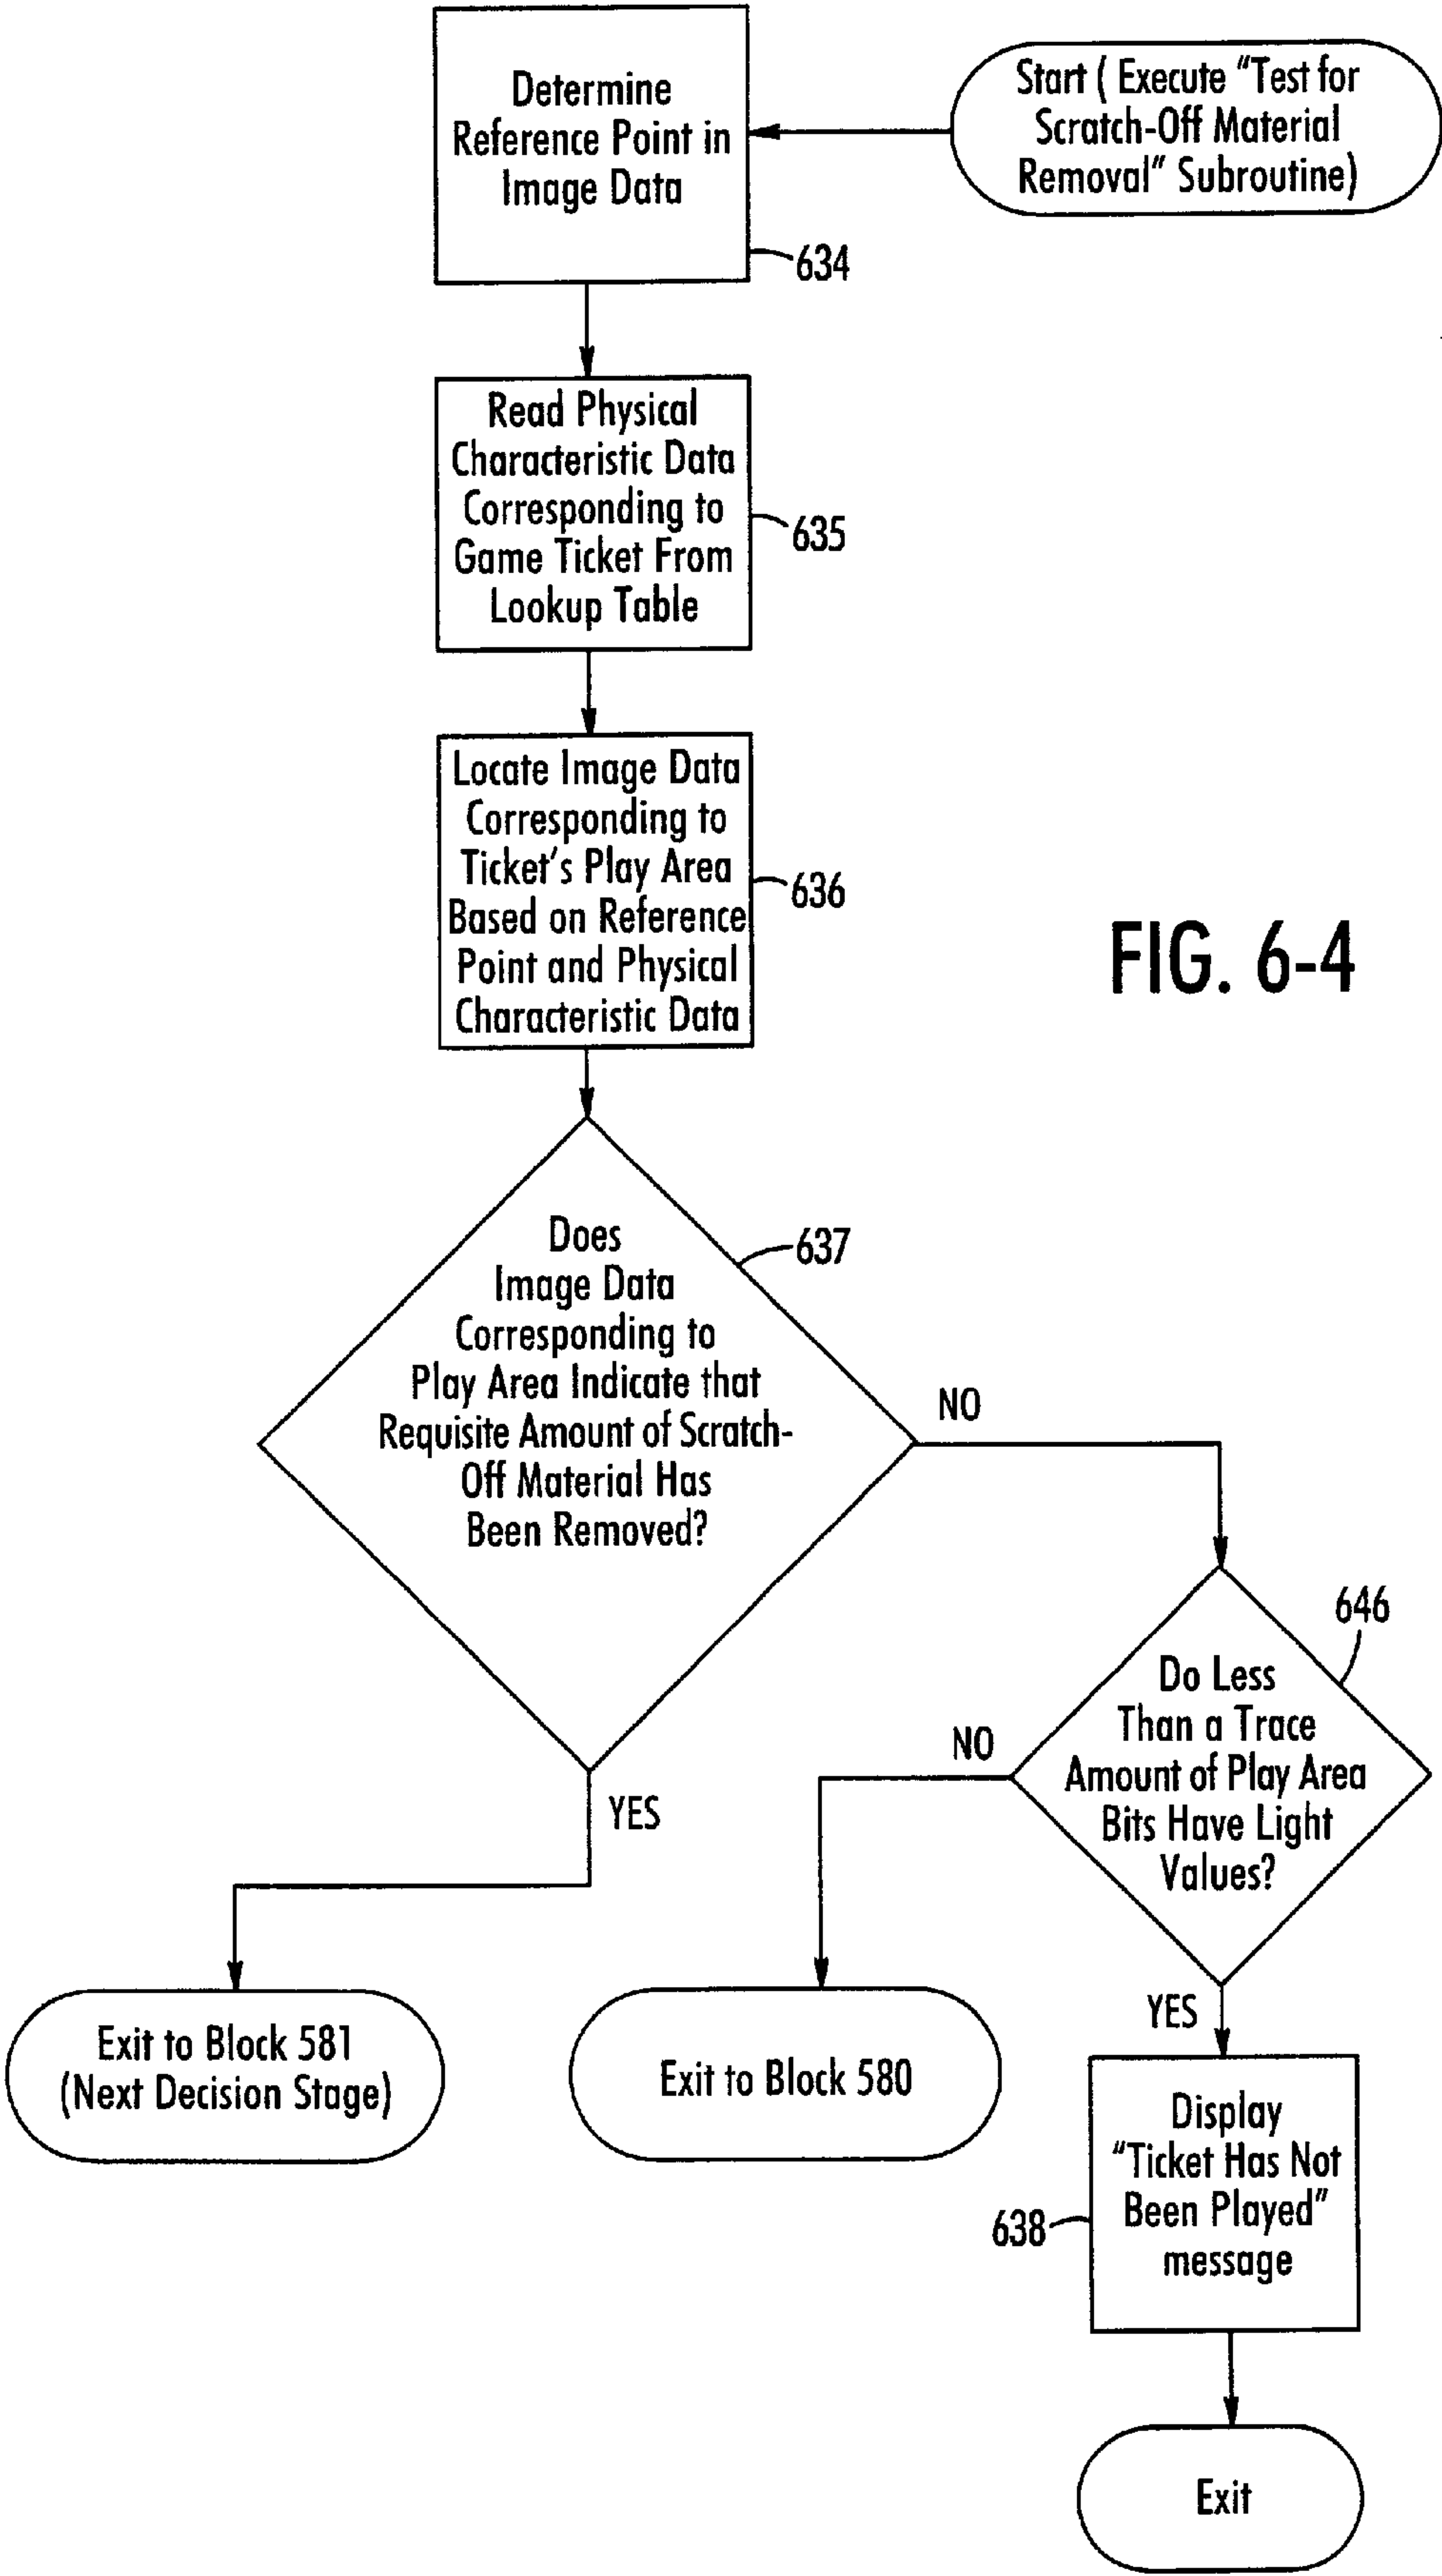 Determine
Reference Point in
Image Data
634
Start ( Execute "Test for
Scratch-Off Material
Removal" Subroutine)
Read Physical
Characteristic Data
Corresponding to
Game Ticket From
Lookup Table
635
Locate Image Data
Corresponding to
Ticket's Play Area
Based on Reference
Point and Physical
Characteristic Data
636
FIG. 6-4
Does
Image Data
Corresponding to
Play Area Indicate that
Requisite Amount of Scratch-
Off Material Has
Been Removed?
637
NO
YES
Do Less
Than a Trace
Amount of Play Area
Bits Have Light
Values?
646
NO
YES
Exit to Block 581
(Next Decision Stage)
Exit to Block 580
Display
"Ticket Has Not
Been Played"
message
638
Exit